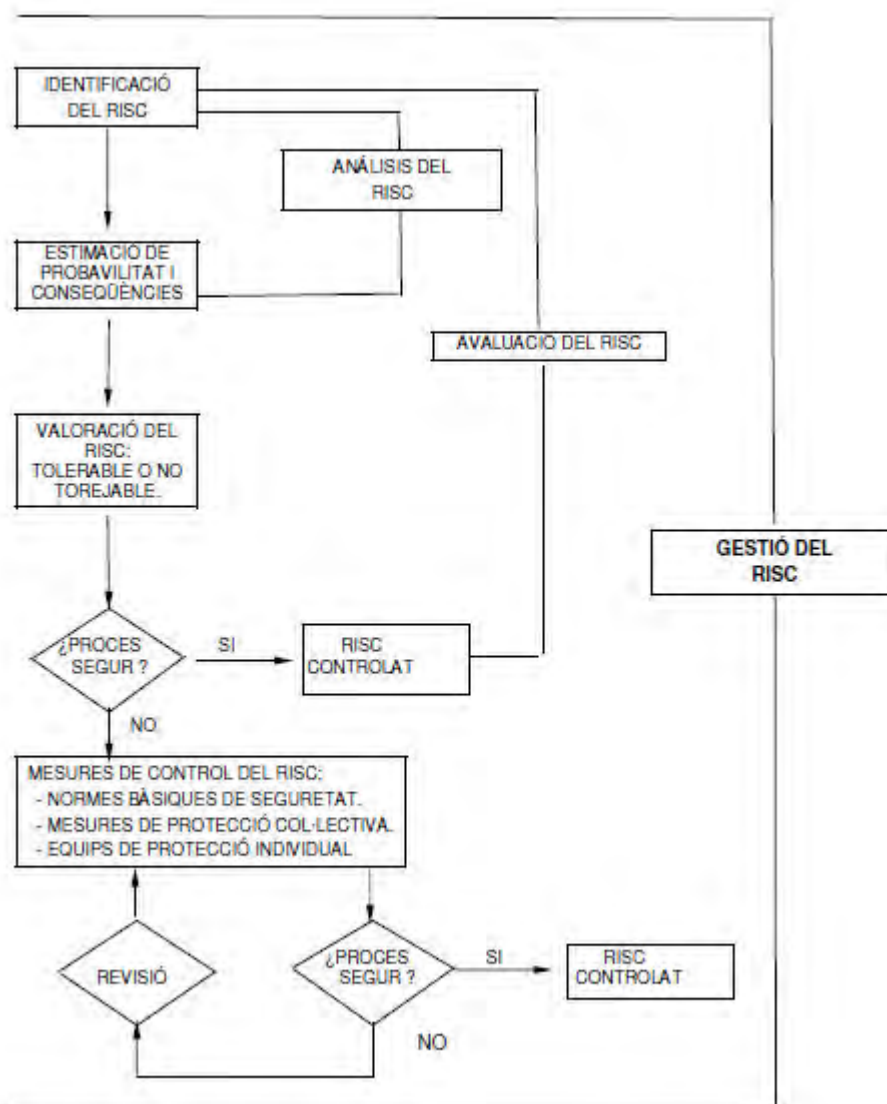 IDENTIFICACIÓ
DEL RISC
ANÀLISIS DEL
RISC
ESTIMACIO DE
PROBAVILITAT I
CONSEQÜÈNCIES
AVALUACIO DEL RISC
VALORACIÓ DEL
RISC:
TOLERABLE O NO
TOREJABLE.
GESTIÓ DEL
RISC
¿PROCES
SEGUR ?
SI
RISC
CONTROLAT
NO
MESURES DE CONTROL DEL RISC:
- NORMES BÀSIQUES DE SEGURETAT.
- MESURES DE PROTECCIÓ COL·LECTIVA.
- EQUIPS DE PROTECCIÓ INDIVIDUAL
REVISIÓ
¿PROCES
SEGUR ?
SI
RISC
CONTROLAT
NO